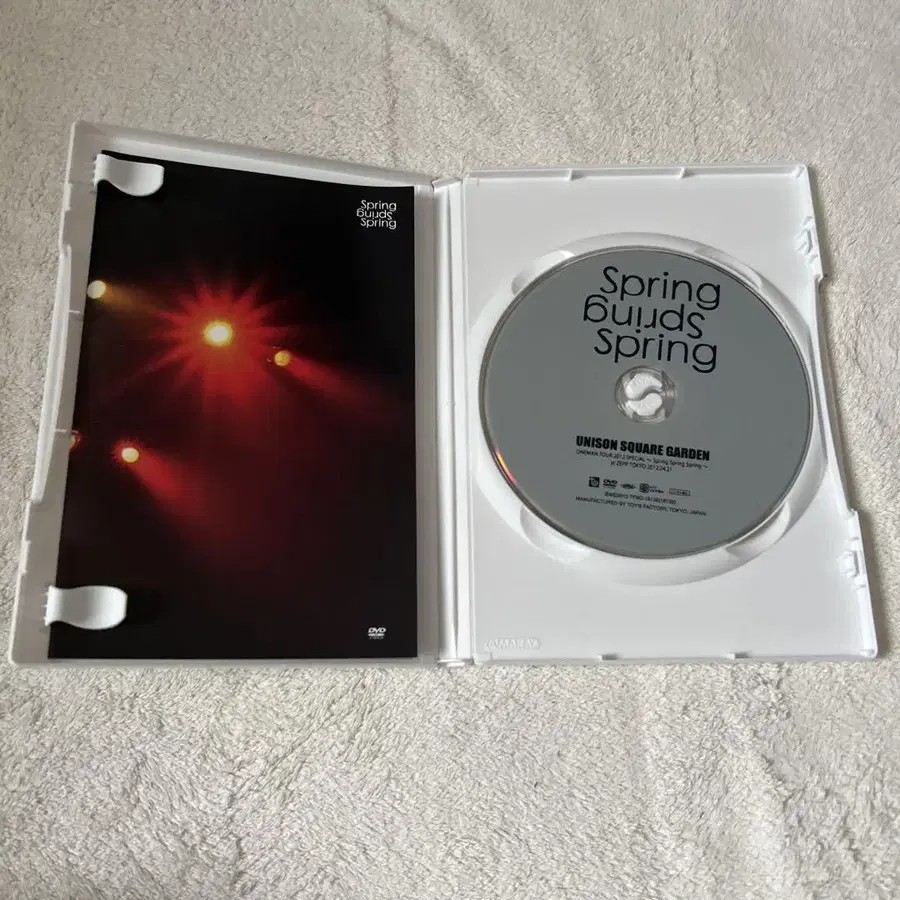 Spring
Spring
Spring
DVD
Spring
Spring
Spring
UNISON SQUARE GARDEN
ONEMAN TOUR 2012 SPECIAL ～ Spring Spring Spring ～
at ZEPP TOKYO 2012.04.21
DVD
MANUFACTURED BY TOY'S FACTORY, TOKYO, JAPAN